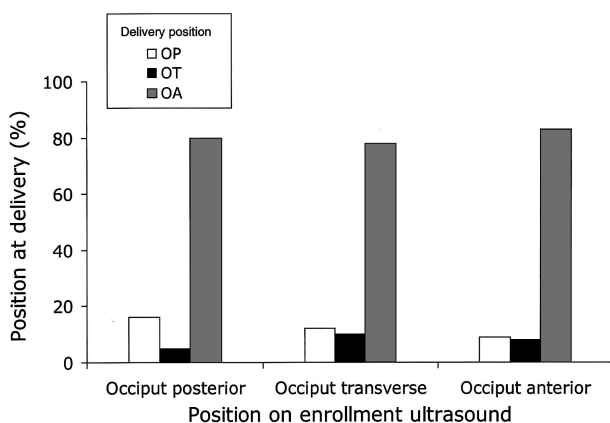 Delivery position
OP
OT
OA
Position at delivery (%)
100
80
60
40
20
0
Occiput posterior Occiput transverse Occiput anterior
Position on enrollment ultrasound